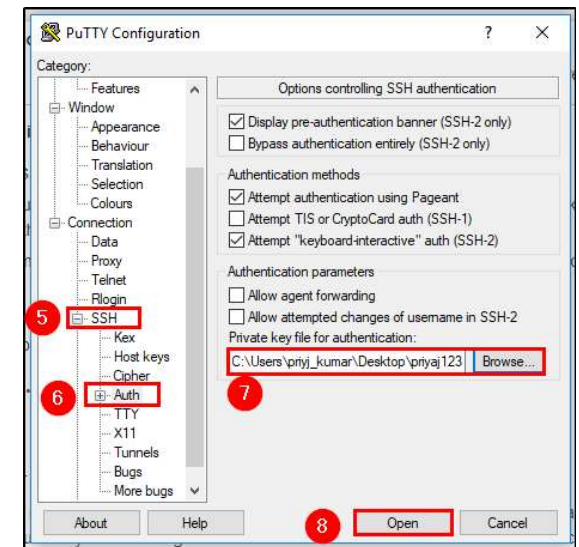 PuTTY Configuration
?
Category:
Features
Window
Appearance
Behaviour
Translation
Selection
Colours
Connection
Data
Proxy
Telnet
Rlogin
5
SSH
Kex
Host keys
Cipher
6
Auth
TTY
X11
Tunnels
Bugs
More bugs
Options controlling SSH authentication
Display pre-authentication banner (SSH-2 only)
Bypass authentication entirely (SSH-2 only)
Authentication methods
Attempt authentication using Pageant
Attempt TIS or CryptoCard auth (SSH-1)
Attempt "keyboard-interactive" auth (SSH-2)
Authentication parameters
Allow agent forwarding
Allow attempted changes of username in SSH-2
Private key file for authentication:
C:\Users\priyj_kumar\Desktop\priyaj123 Browse...
7
About Help 8 Open Cancel